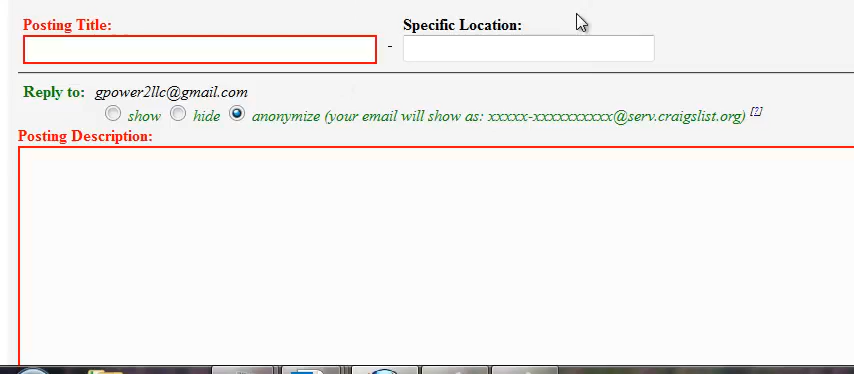 Posting Title: Specific Location:
-
Reply to: gpower2llc@gmail.com
show hide anonymize (your email will show as: xxxxx-xxxxxxxxxxx@serv.craigslist.org) [?]
Posting Description: